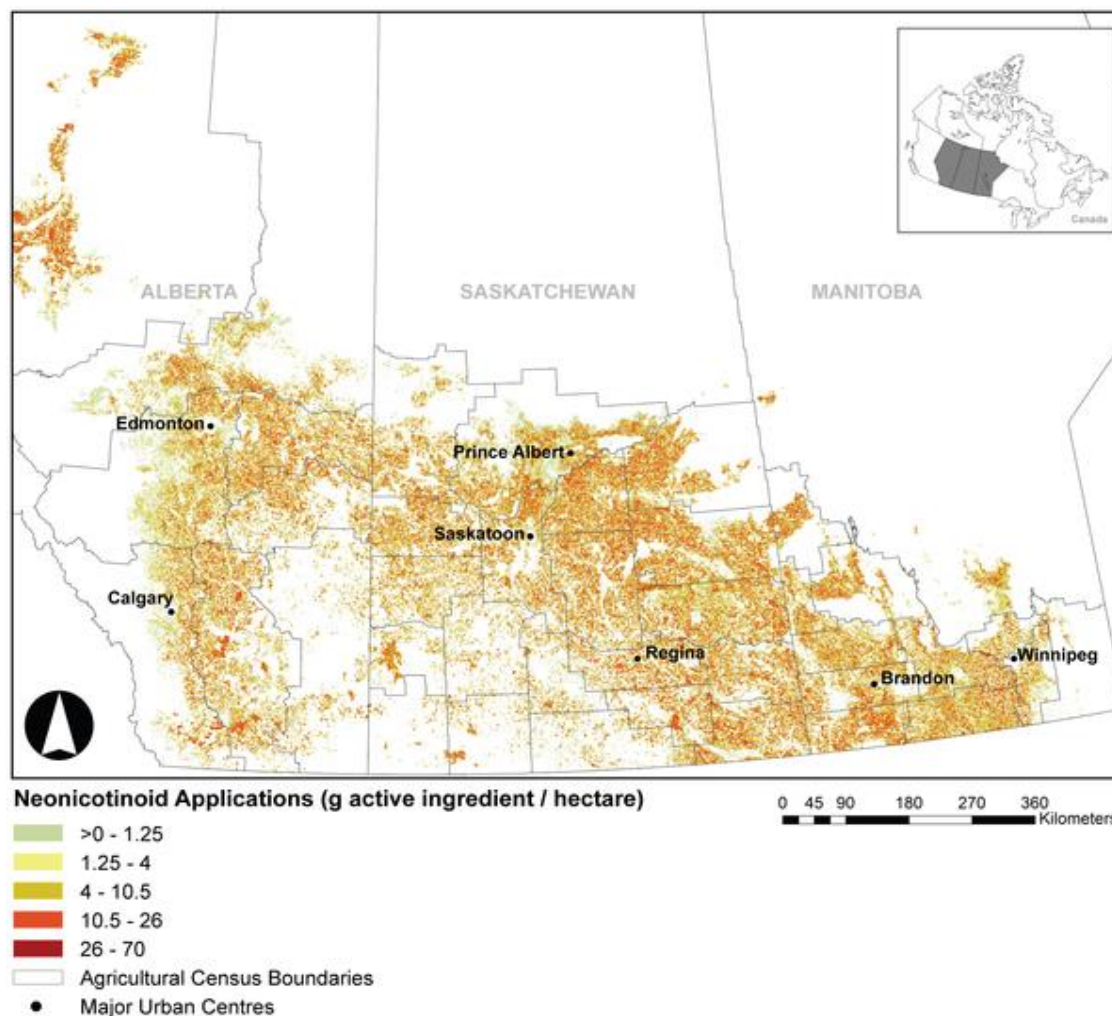 Canada
ALBERTA
SASKATCHEWAN
MANITOBA
Edmonton
Prince Albert
Saskatoon
Calgary
Regina
Winnipeg
Brandon
Neonicotinoid Applications (g active ingredient / hectare)
0 45 90 180 270 360
Kilometers
>0 - 1.25
1.25 - 4
4 - 10.5
10.5 - 26
26 - 70
Agricultural Census Boundaries
Major Urban Centres